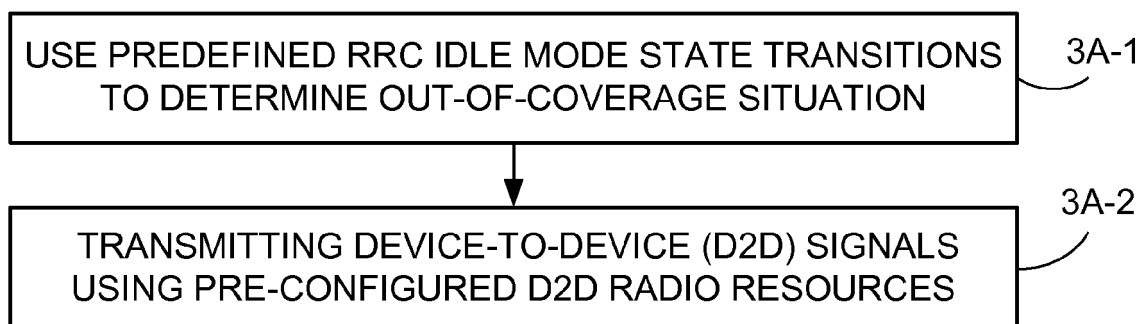 USE PREDEFINED RRC IDLE MODE STATE TRANSITIONS
TO DETERMINE OUT-OF-COVERAGE SITUATION
3A-1
TRANSMITTING DEVICE-TO-DEVICE (D2D) SIGNALS
USING PRE-CONFIGURED D2D RADIO RESOURCES
3A-2